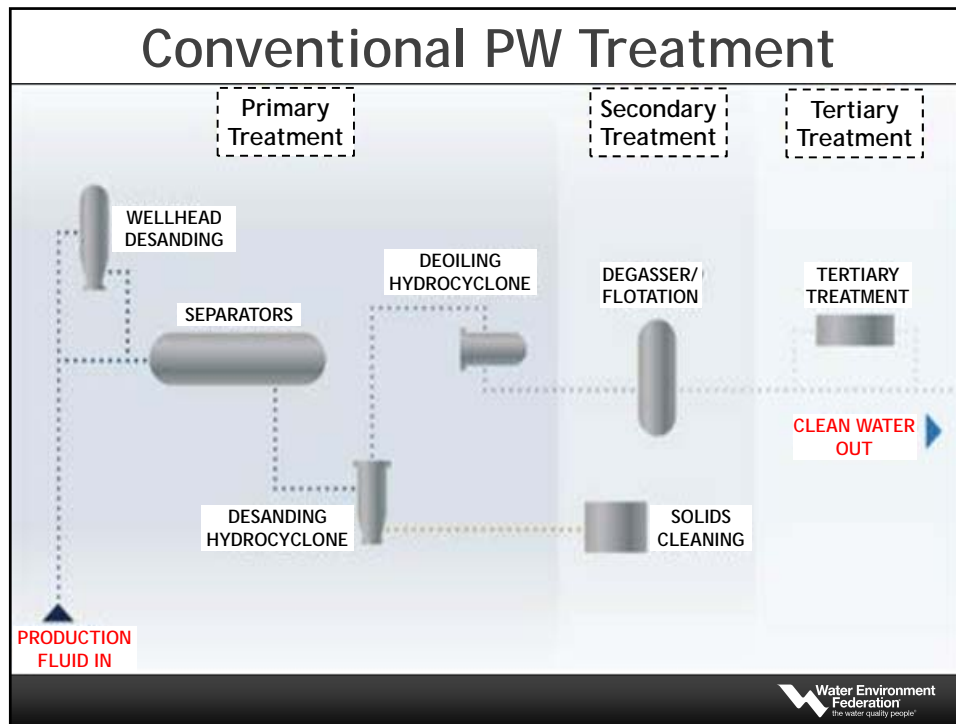 Conventional PW Treatment
Primary
Treatment
Secondary
Treatment
Tertiary
Treatment
WELLHEAD
DESANDING
DEOILING
HYDROCYCLONE
DEGASSER/
FLOTATION
TERTIARY
TREATMENT
SEPARATORS
CLEAN WATER
OUT
DESANDING
HYDROCYCLONE
SOLIDS
CLEANING
PRODUCTION
FLUID IN
Water Environment
Federation
the water quality people®